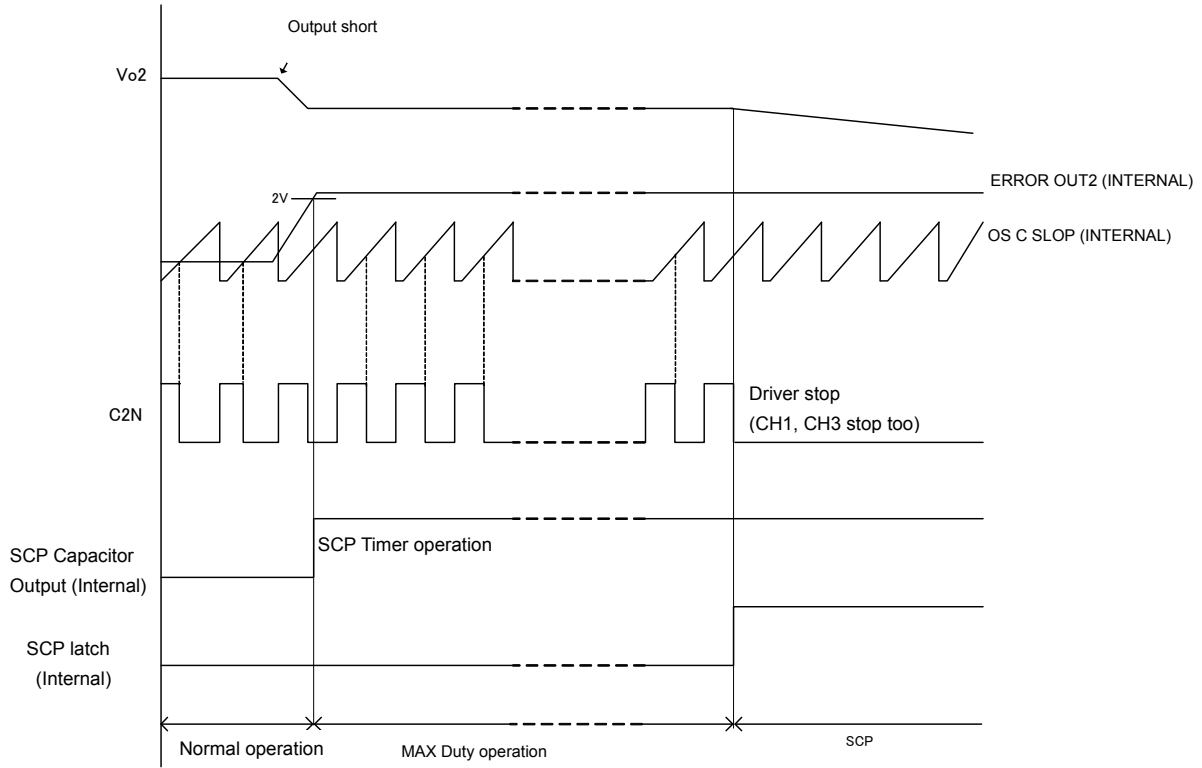 Output short
Vo2
ERROR OUT2 (INTERNAL)
2V
OS C SLOP (INTERNAL)
C2N
Driver stop
(CH1, CH3 stop too)
SCP Timer operation
SCP Capacitor
Output (Internal)
SCP latch
(Internal)
Normal operation
MAX Duty operation
SCP